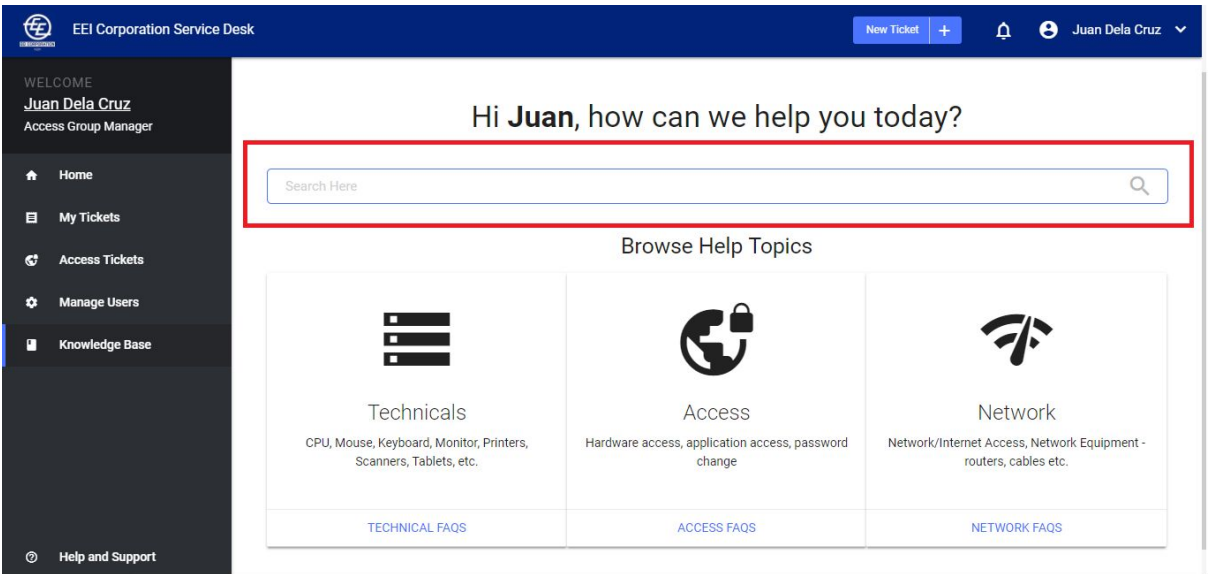 EEI Corporation Service Desk
New Ticket +
Juan Dela Cruz
WELCOME
Juan Dela Cruz
Access Group Manager
Home
My Tickets
Access Tickets
Manage Users
Knowledge Base
Help and Support
Hi Juan, how can we help you today?
Search Here
Browse Help Topics
Technicals
CPU, Mouse, Keyboard, Monitor, Printers,
Scanners, Tablets, etc.
TECHNICAL FAQS
Access
Hardware access, application access, password
change
ACCESS FAQS
Network
Network/Internet Access, Network Equipment -
routers, cables etc.
NETWORK FAQS